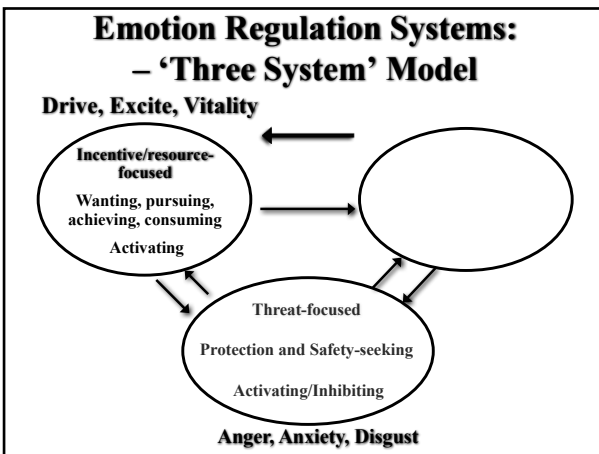 Emotion Regulation Systems:
– ‘Three System’ Model
Drive, Excite, Vitality
Incentive/resource-
focused
Wanting, pursuing,
achieving, consuming
Activating
Threat-focused
Protection and Safety-seeking
Activating/Inhibiting
Anger, Anxiety, Disgust